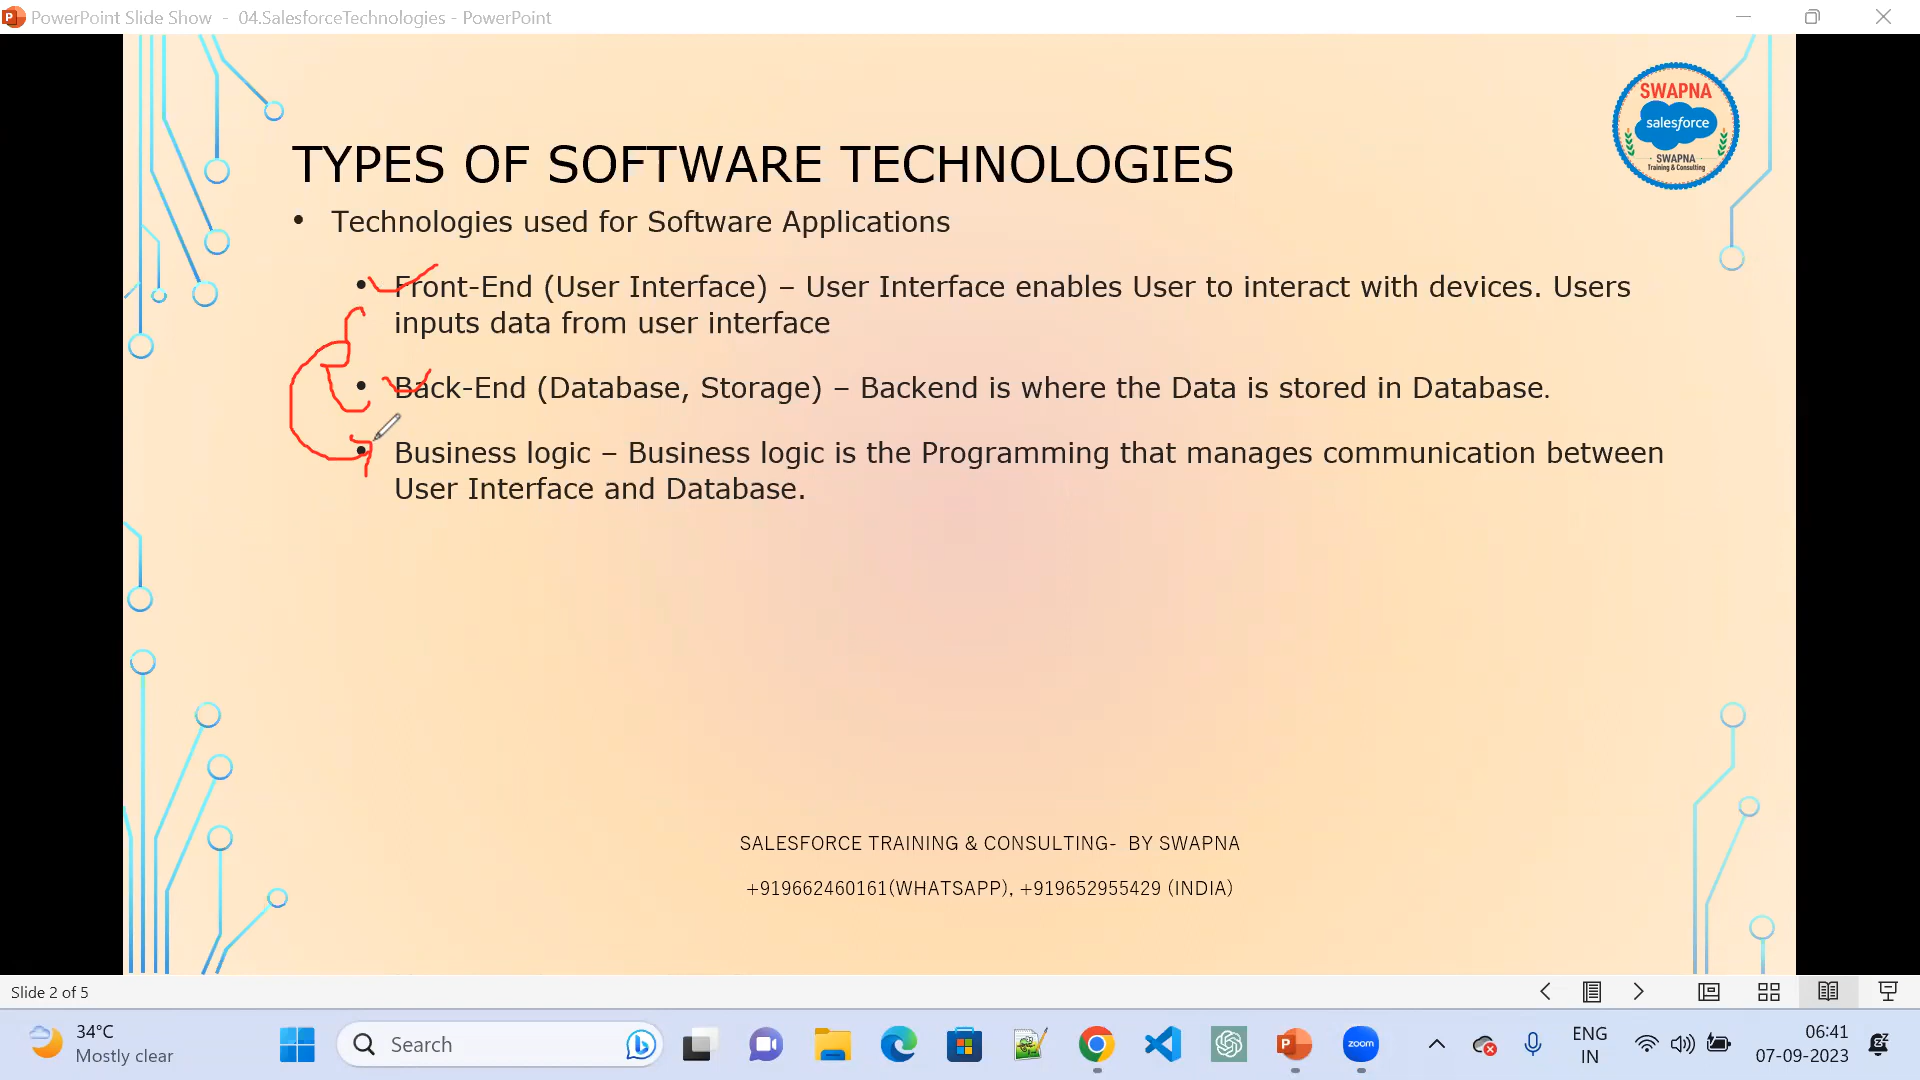 PowerPoint Slide Show - 04.SalesforceTechnologies - PowerPoint
SWAPNA
salesforce
SWAPNA
Training & Consulting
TYPES OF SOFTWARE TECHNOLOGIES
• Technologies used for Software Applications
• Front-End (User Interface) – User Interface enables User to interact with devices. Users
inputs data from user interface
• Back-End (Database, Storage) – Backend is where the Data is stored in Database.
• Business logic – Business logic is the Programming that manages communication between
User Interface and Database.
SALESFORCE TRAINING & CONSULTING- BY SWAPNA
+919662460161(WHATSAPP), +919652955429 (INDIA)
Slide 2 of 5
34°C
Mostly clear
Search
zoom
ENG
IN
06:41
07-09-2023